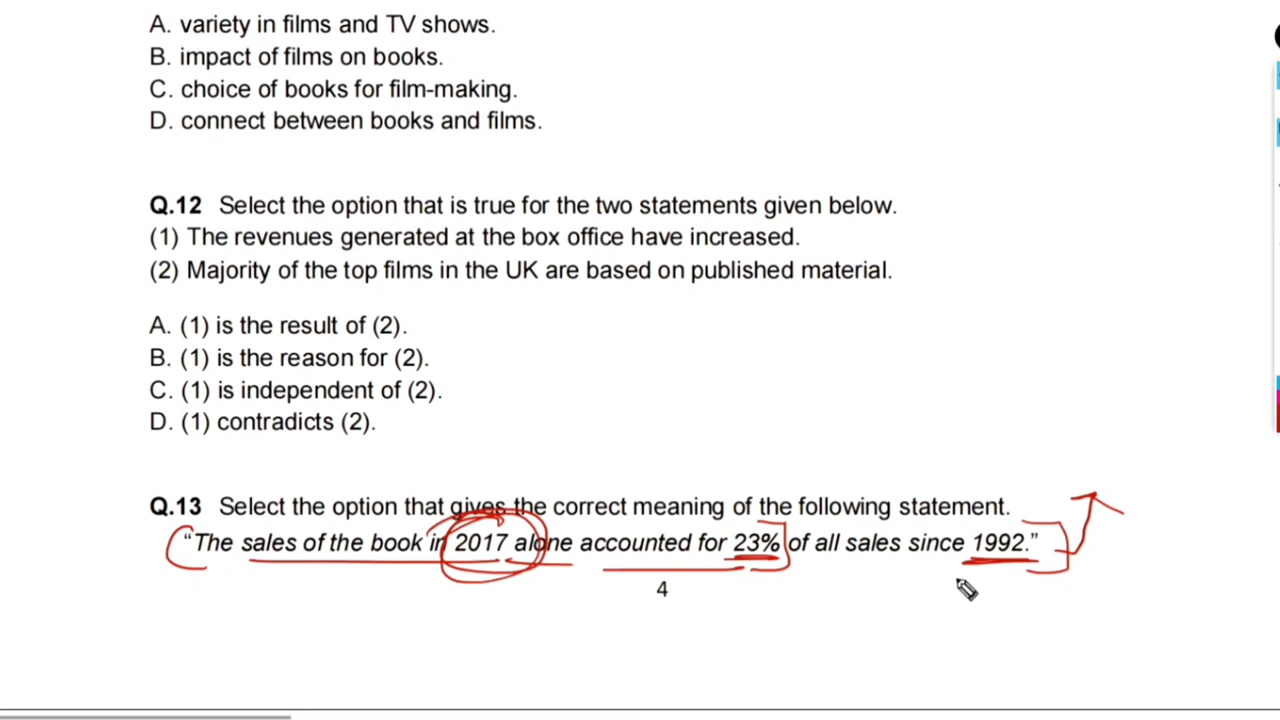 A. variety in films and TV shows.
B. impact of films on books.
C. choice of books for film-making.
D. connect between books and films.
Q.12 Select the option that is true for the two statements given below.
(1) The revenues generated at the box office have increased.
(2) Majority of the top films in the UK are based on published material.
A. (1) is the result of (2).
B. (1) is the reason for (2).
C. (1) is independent of (2).
D. (1) contradicts (2).
Q.13 Select the option that gives the correct meaning of the following statement.
“The sales of the book in 2017 alone accounted for 23% of all sales since 1992.”
4